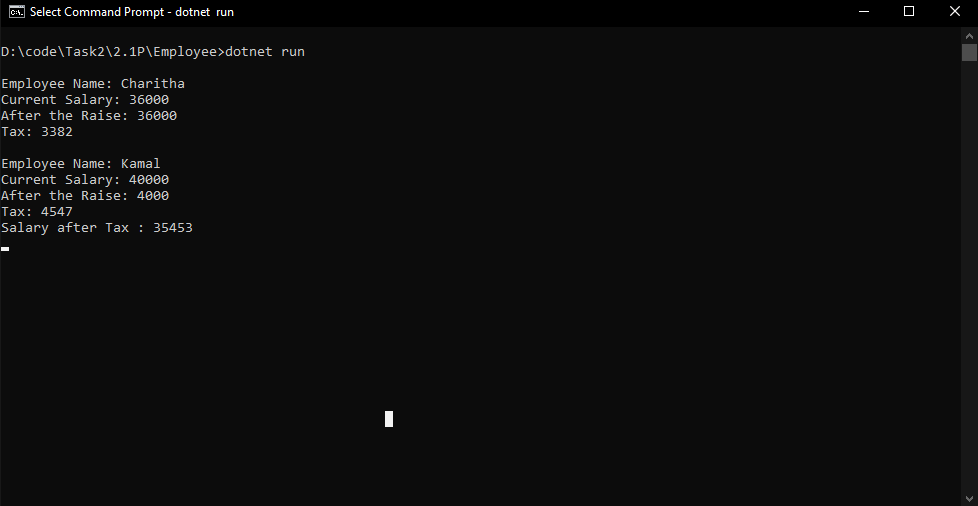 Select Command Prompt - dotnet run
D:\code\Task2\2.1P\Employee>dotnet run
Employee Name: Charitha
Current Salary: 36000
After the Raise: 36000
Tax: 3382
Employee Name: Kamal
Current Salary: 40000
After the Raise: 4000
Tax: 4547
Salary after Tax : 35453